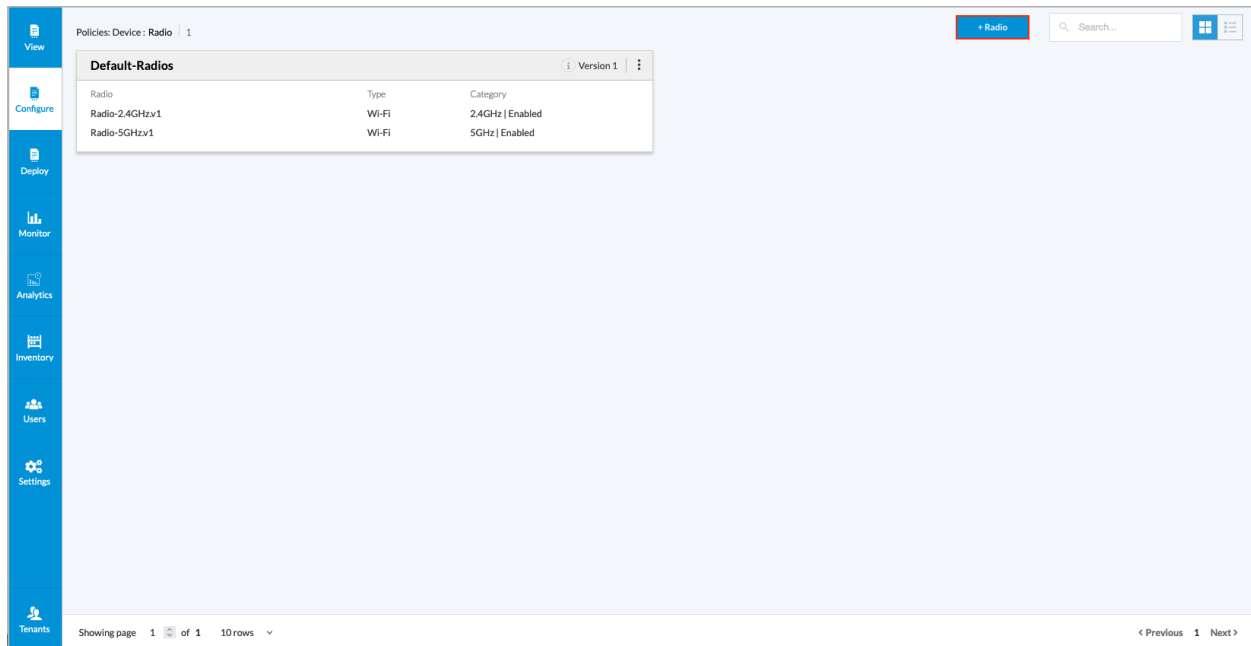 View
Configure
Deploy
Monitor
Analytics
Inventory
Users
Settings
Tenants
Policies: Device : Radio 1
+ Radio
Search...
Default-Radios
i Version 1
Radio Type Category
Radio-2.4GHz.v1 Wi-Fi 2.4GHz | Enabled
Radio-5GHz.v1 Wi-Fi 5GHz | Enabled
Showing page 1 of 1 10 rows
< Previous 1 Next >